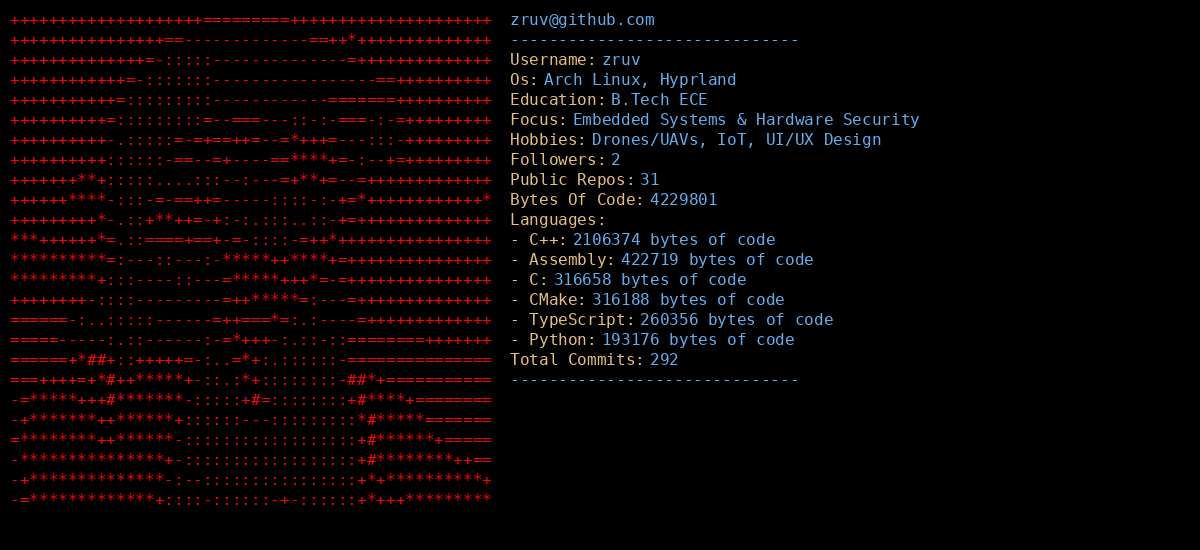 zruv@github.com
------------------------------
Username: zruv
Os: Arch Linux, Hyprland
Education: B.Tech ECE
Focus: Embedded Systems & Hardware Security
Hobbies: Drones/UAVs, IoT, UI/UX Design
Followers: 2
Public Repos: 31
Bytes Of Code: 4229801
Languages:
- C++: 2106374 bytes of code
- Assembly: 422719 bytes of code
- C: 316658 bytes of code
- CMake: 316188 bytes of code
- TypeScript: 260356 bytes of code
- Python: 193176 bytes of code
Total Commits: 292
------------------------------